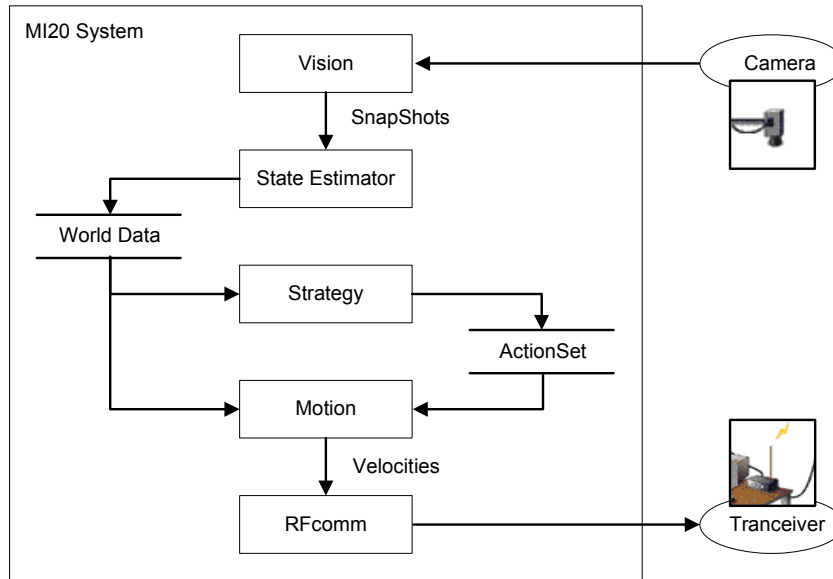 MI20 System
Vision
Camera
SnapShots
State Estimator
World Data
Strategy
ActionSet
Motion
Velocities
RFcomm
Tranceiver